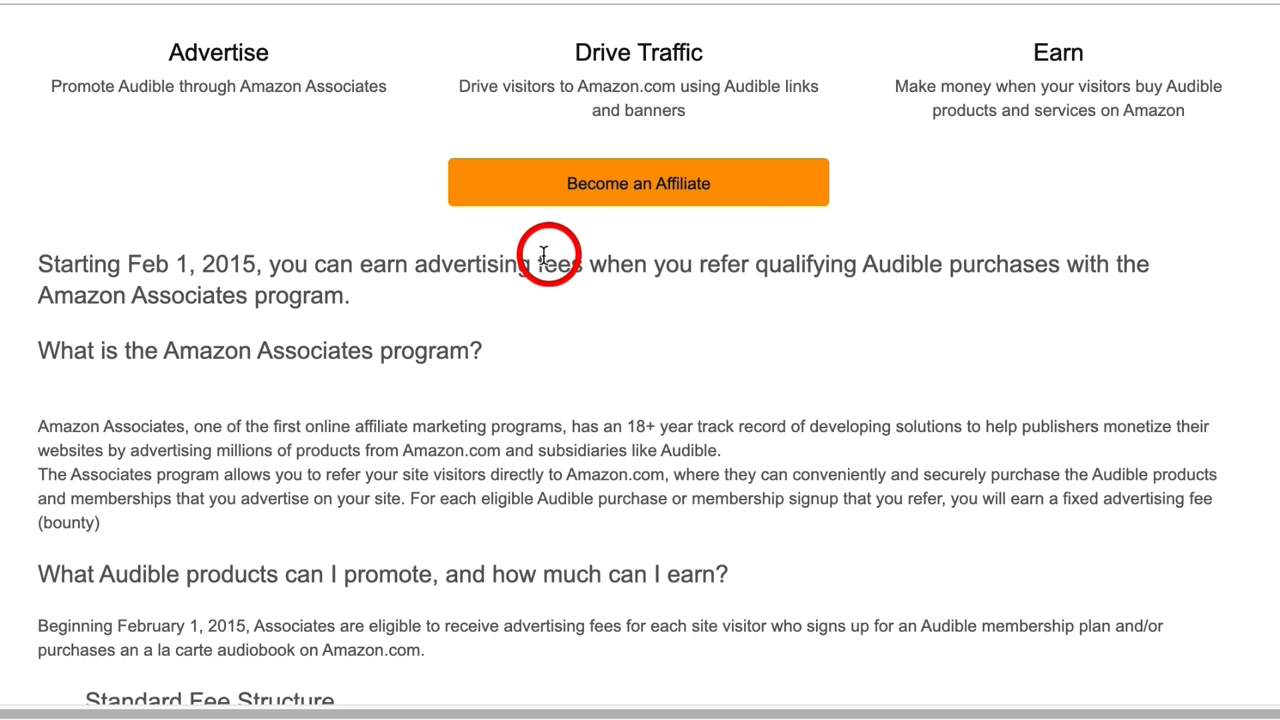 Advertise
Promote Audible through Amazon Associates
Drive Traffic
Drive visitors to Amazon.com using Audible links
and banners
Earn
Make money when your visitors buy Audible
products and services on Amazon
Become an Affiliate
Starting Feb 1, 2015, you can earn advertising fees when you refer qualifying Audible purchases with the
Amazon Associates program.
What is the Amazon Associates program?
Amazon Associates, one of the first online affiliate marketing programs, has an 18+ year track record of developing solutions to help publishers monetize their
websites by advertising millions of products from Amazon.com and subsidiaries like Audible.
The Associates program allows you to refer your site visitors directly to Amazon.com, where they can conveniently and securely purchase the Audible products
and memberships that you advertise on your site. For each eligible Audible purchase or membership signup that you refer, you will earn a fixed advertising fee
(bounty)
What Audible products can I promote, and how much can I earn?
Beginning February 1, 2015, Associates are eligible to receive advertising fees for each site visitor who signs up for an Audible membership plan and/or
purchases an a la carte audiobook on Amazon.com.
Standard Fee Structure